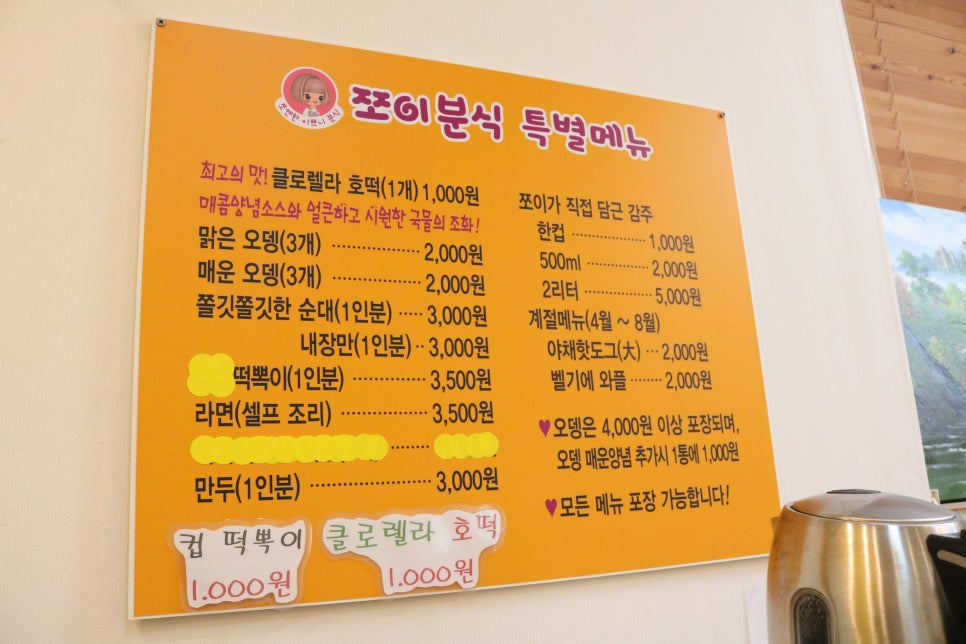 쪼이분식 특별메뉴
쪼맨한 이쁘니 분식
최고의 맛! 클로렐라 호떡(1개) 1,000원
매콤양념소스와 얼큰하고 시원한 국물의 조화!
맑은 오뎅(3개) ·················· 2,000원
매운 오뎅(3개) ·················· 2,000원
쫄깃쫄깃한 순대(1인분) ····· 3,000원
내장만(1인분) ·· 3,000원
떡뽁이(1인분) ··············· 3,500원
라면(셀프 조리) ················· 3,500원
만두(1인분) ························ 3,000원
컵 떡뽁이
1.000원
클로렐라 호떡
1.000원
쪼이가 직접 담근 감주
한컵 ··············· 1,000원
500ml ············ 2,000원
2리터 ·············· 5,000원
계절메뉴(4월 ~ 8월)
야채핫도그(大) ··· 2,000원
벨기에 와플 ······· 2,000원
♥오뎅은 4,000원 이상 포장되며,
오뎅 매운양념 추가시 1통에 1,000원
♥모든 메뉴 포장 가능합니다!